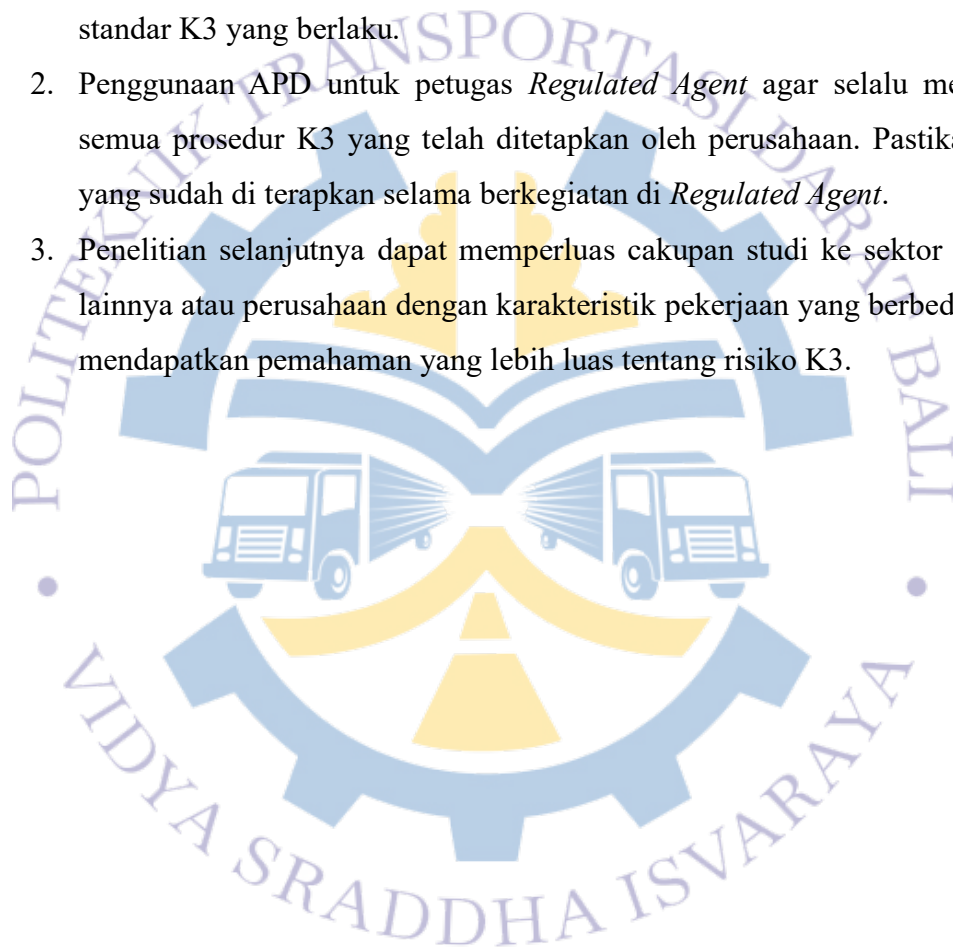 standar K3 yang berlaku.
2. Penggunaan APD untuk petugas Regulated Agent agar selalu
semua prosedur K3 yang telah ditetapkan oleh perusahaan.
yang sudah di terapkan selama berkegiatan di Regulated Agent.
3. Penelitian selanjutnya dapat memperluas cakupan studi ke sektor
lainnya atau perusahaan dengan karakteristik pekerjaan yang
mendapatkan pemahaman yang lebih luas tentang risiko K3.
POLITEKNIK TRANSPORTASI DARAT BALI
VIDYA SRADDHA ISVARAYA